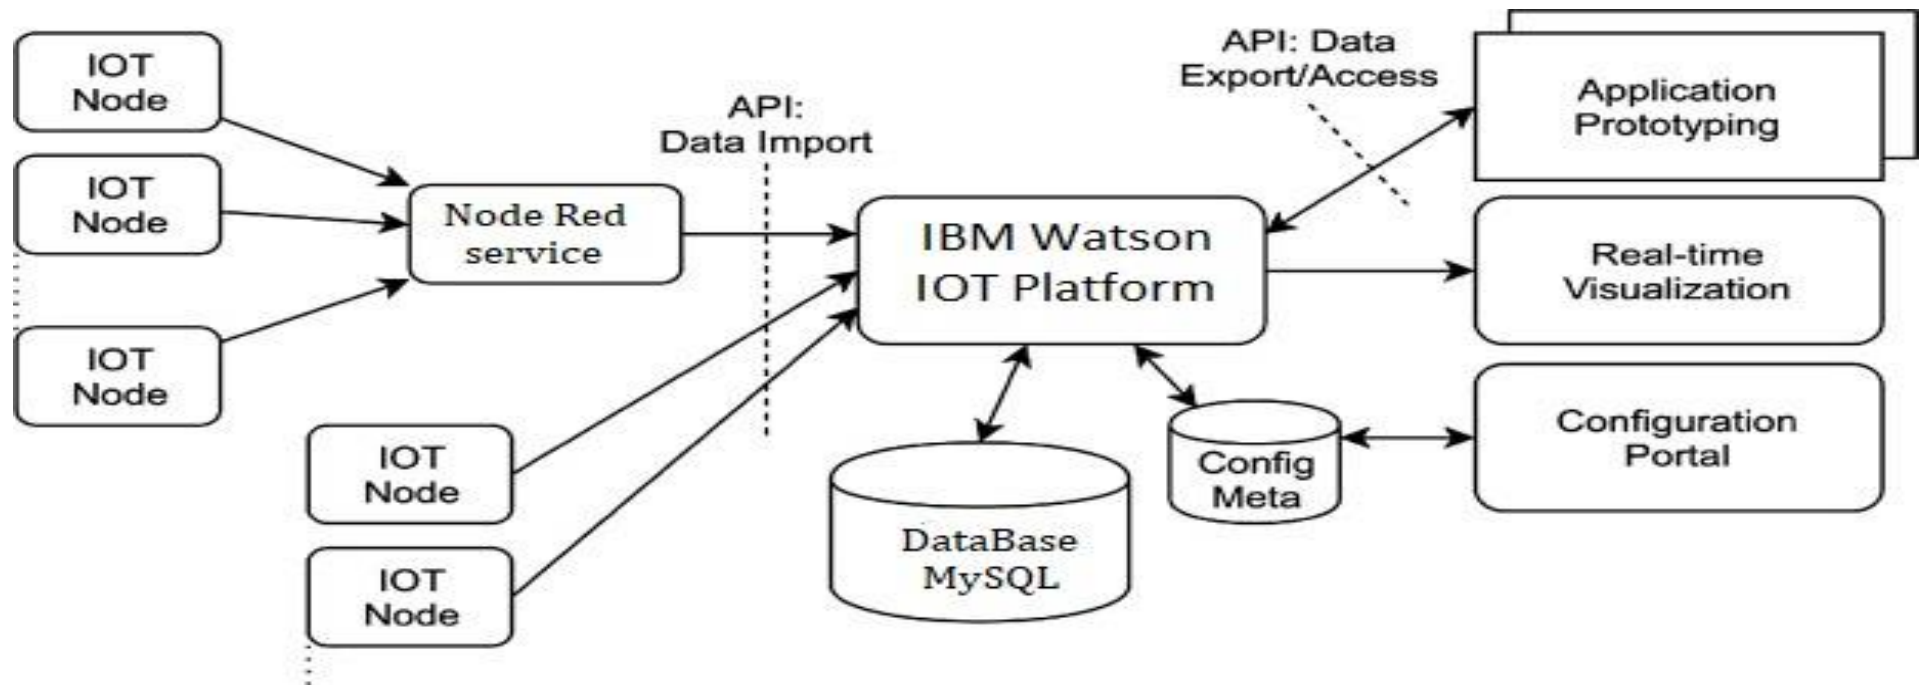 IOT
Node
IOT
Node
IOT
Node
IOT
Node
IOT
Node
Node Red
service
API:
Data Import
IBM Watson
IOT Platform
DataBase
MySQL
Config
Meta
API: Data
Export/Access
Application
Prototyping
Real-time
Visualization
Configuration
Portal